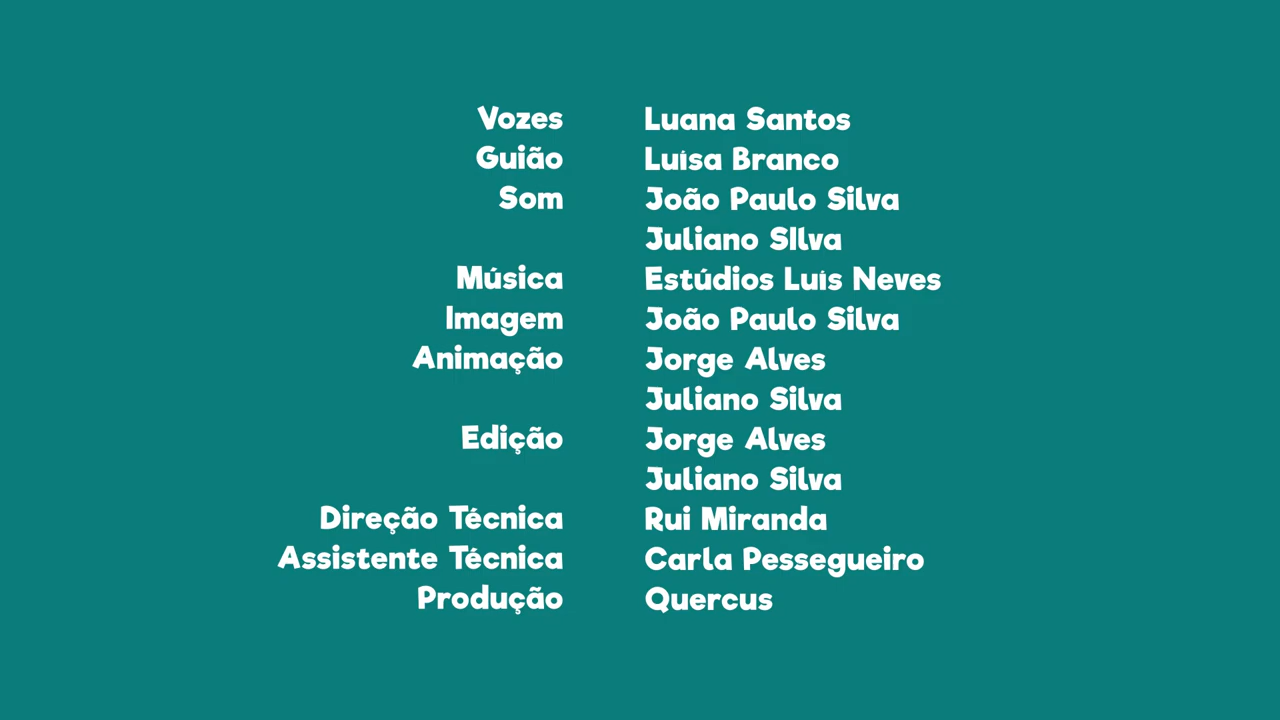 Vozes Luana Santos
Guião Luísa Branco
Som João Paulo Silva
Juliano SIlva
Música Estúdios Luís Neves
Imagem João Paulo Silva
Animação Jorge Alves
Juliano Silva
Edição Jorge Alves
Juliano Silva
Direção Técnica Rui Miranda
Assistente Técnica Carla Pessegueiro
Produção Quercus